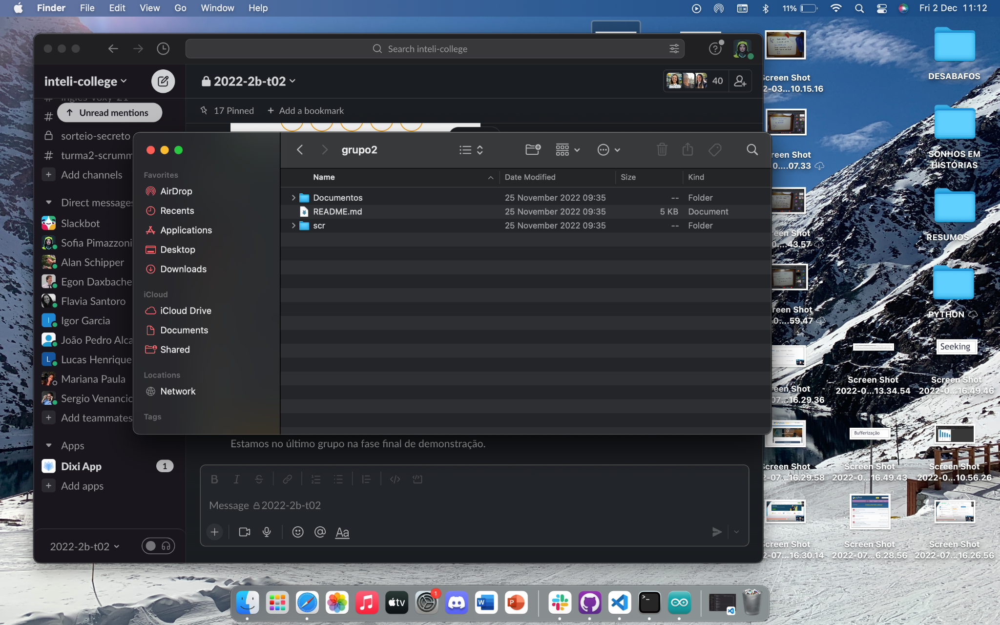 Finder File Edit View Go Window Help
11% Fri 2 Dec 11:12
Search inteli-college
inteli-college
2022-2b-t02
40
17 Pinned
Add a bookmark
Unread mentions
sorteio-secreto
turma2-scrumm
Add channels
Direct messages
Slackbot
Sofia Pimazzoni
Alan Schipper
Egon Daxbache
Flavia Santoro
Igor Garcia
João Pedro Alca
Lucas Henrique
Mariana Paula
Sergio Venancio
Add teammates
Apps
Dixi App 1
Add apps
2022-2b-t02
grupo2
Favorites
AirDrop
Recents
Applications
Desktop
Downloads
iCloud
iCloud Drive
Documents
Shared
Locations
Network
Tags
Name Date Modified Size Kind
Documentos 25 November 2022 09:35 -- Folder
README.md 25 November 2022 09:35 5 KB Document
scr 25 November 2022 09:35 -- Folder
Estamos no último grupo na fase final de demonstração.
Message 2022-2b-t02
Aa
DESABAFOS
SONHOS EM
HISTÓRIAS
RESUMOS
PYTHON
creen Shot
2-03...10.15.16
reen Shot
0....07.33
een Shot
0...43.57
reen Shot
0....59.47
een Shot
07...16.29.36
Screen Shot
2022-0...13.34.54
Seeking
Screen Shot
2022-0...16.49.46
creen Shot
2-07...16.29.58
Bufferização
Screen Shot
2022-0...16.49.43
Screen Shot
2022-0...10.56.26
creen Shot
2-07...16.30.14
Screen Shot
2022-07...6.28.56
Screen Shot
2022-07...16.26.56
tv
1
W
P